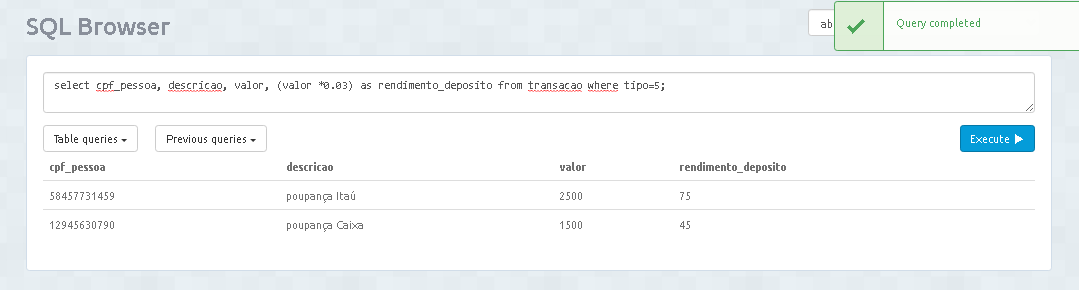 SQL Browser
ab
Query completed
select cpf_pessoa, descricao, valor, (valor *0.03) as rendimento_deposito from transacao where tipo=5;
Table queries
Previous queries
Execute
cpf_pessoa descricao valor rendimento_deposito
58457731459 poupança Itaú 2500 75
12945630790 poupança Caixa 1500 45